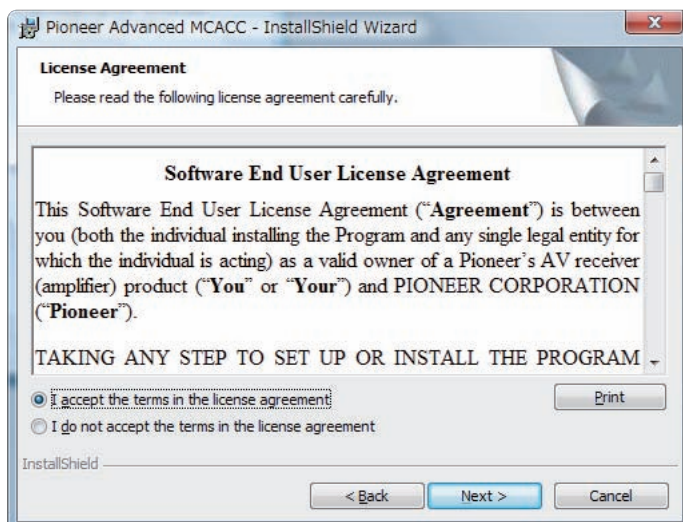 Pioneer Advanced MCACC - InstallShield Wizard
License Agreement
Please read the following license agreement carefully.
Software End User License Agreement
This Software End User License Agreement (“Agreement”) is between
you (both the individual installing the Program and any single legal entity for
which the individual is acting) as a valid owner of a Pioneer’s AV receiver
(amplifier) product (“You” or “Your”) and PIONEER CORPORATION
(“Pioneer”).
TAKING ANY STEP TO SET UP OR INSTALL THE PROGRAM
I accept the terms in the license agreement
Print
I do not accept the terms in the license agreement
InstallShield
< Back
Next >
Cancel